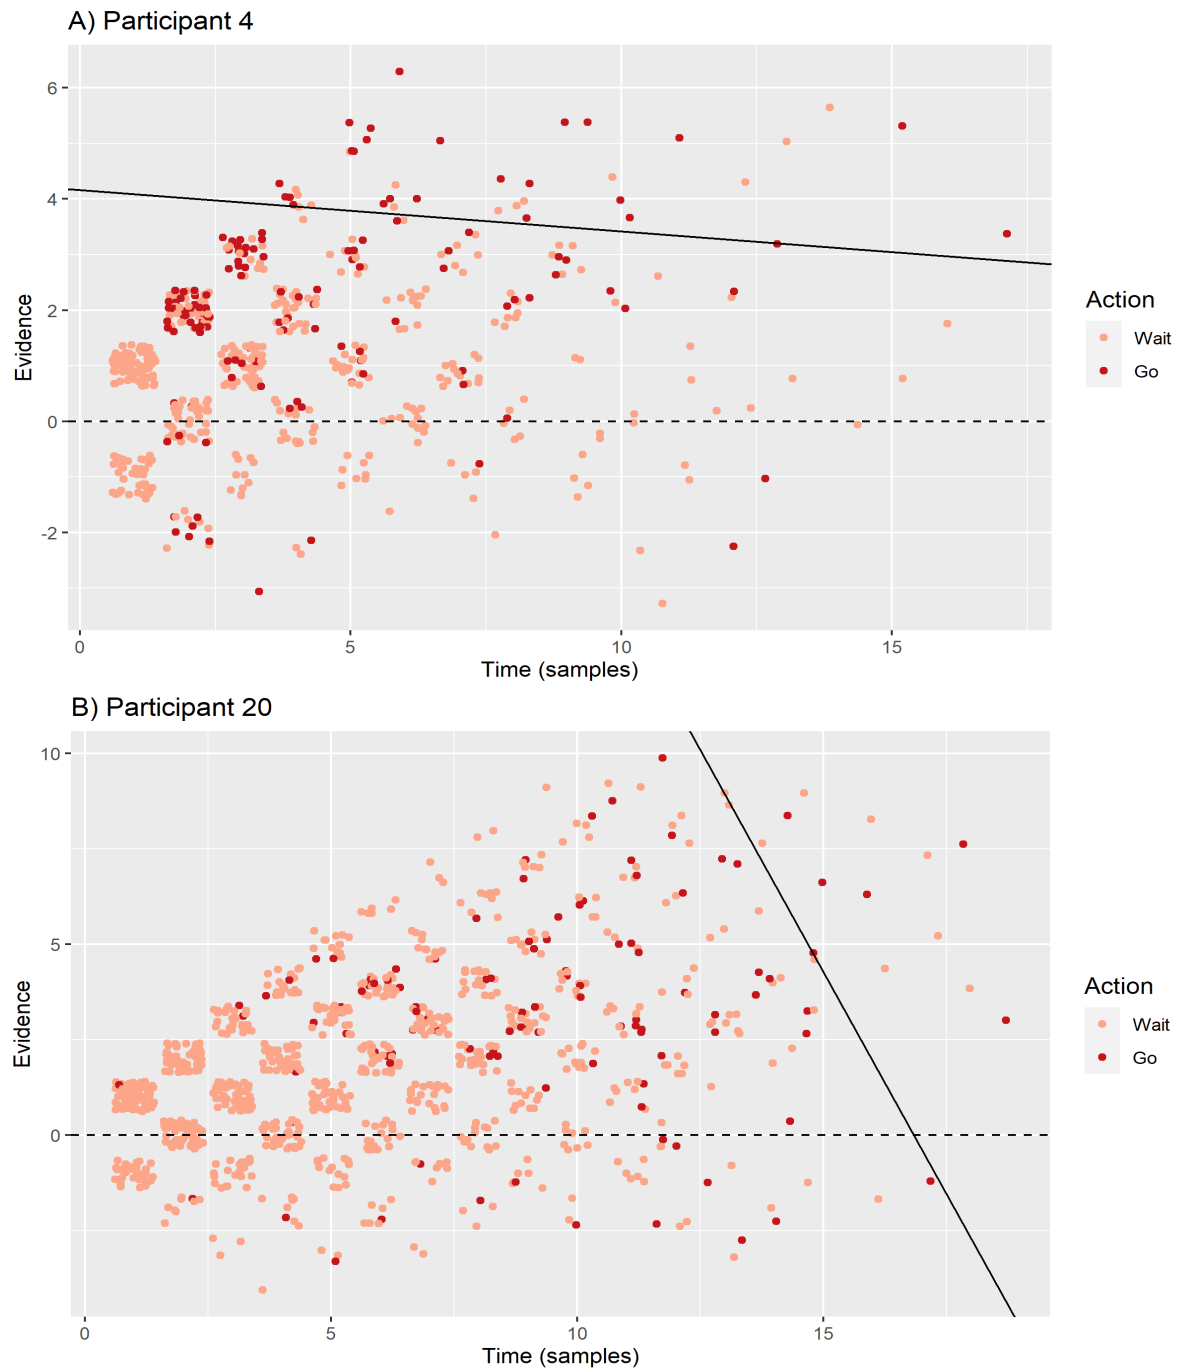 A) Participant 4
6
4
2
0
-2
Evidence
0 5 10 15
Time (samples)
Action
Wait
Go
B) Participant 20
10
5
0
Evidence
0 5 10 15
Time (samples)
Action
Wait
Go